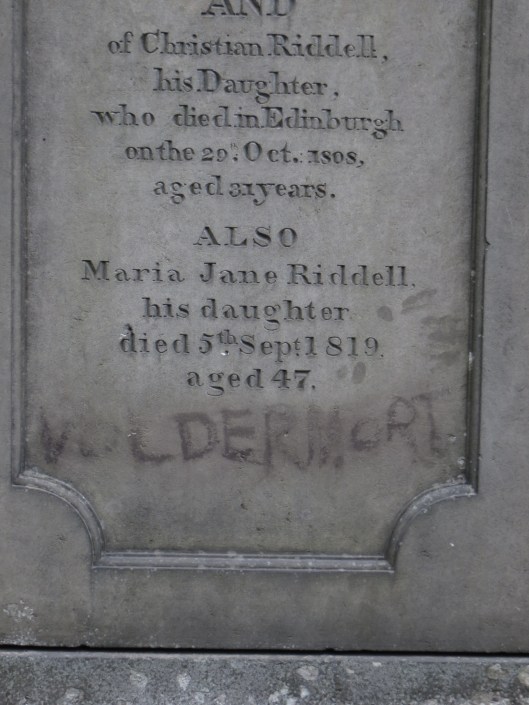 AND
of Christian Riddell,
his Daughter,
who died in Edinburgh
on the 29th. Oct.: 1808,
aged 31 years.
ALSO
Maria Jane Riddell.
his daughter
died 5th. Sept. 1819.
aged 47.
VOLDERMORT